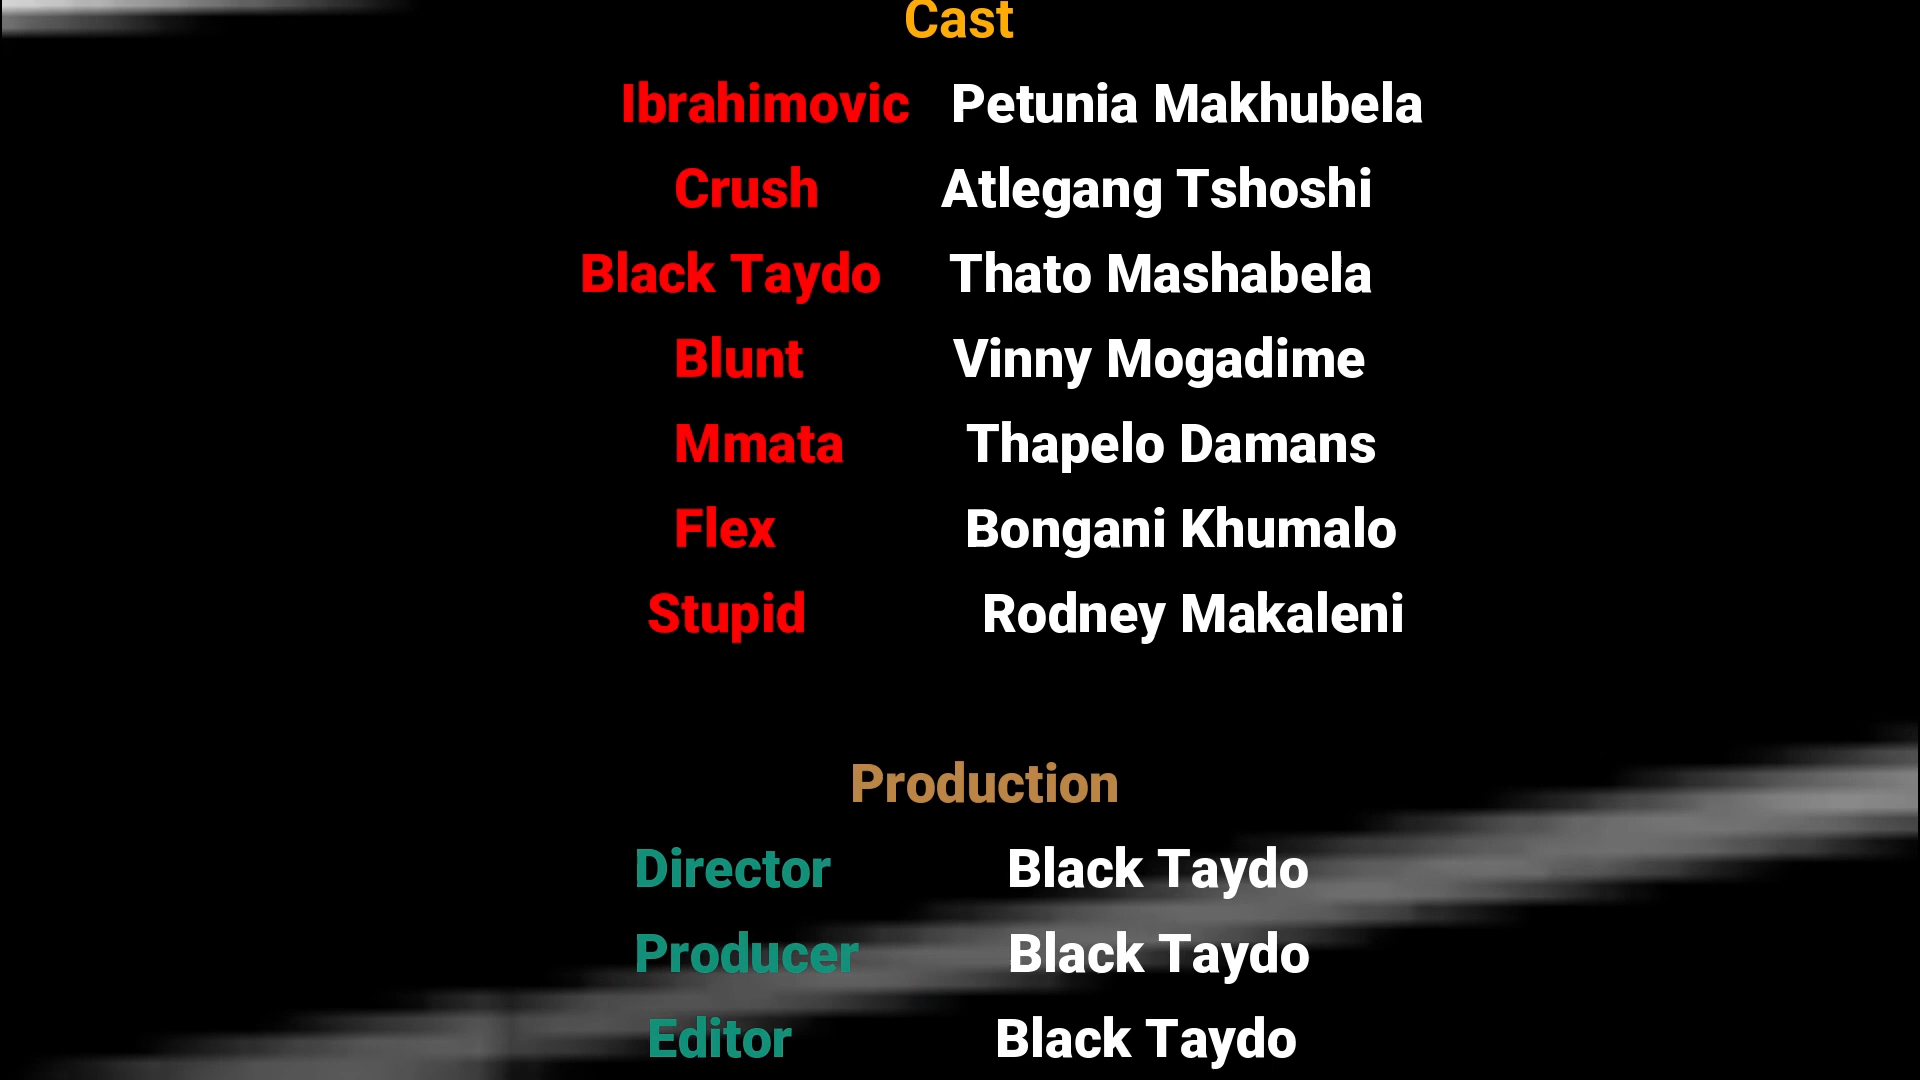 Cast
Ibrahimovic Petunia Makhubela
Crush Atlegang Tshoshi
Black Taydo Thato Mashabela
Blunt Vinny Mogadime
Mmata Thapelo Damans
Flex Bongani Khumalo
Stupid Rodney Makaleni
Production
Director Black Taydo
Producer Black Taydo
Editor Black Taydo